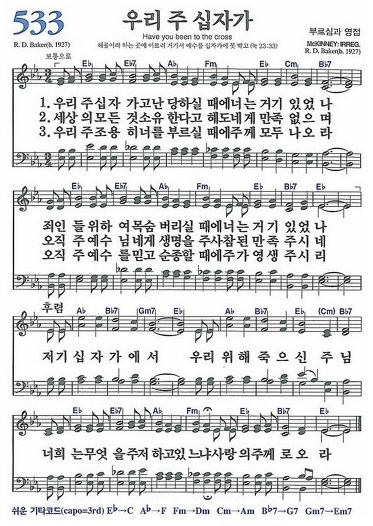 533
우리 주 십자가
Have you been to the cross
부르심과 영접
R. D. Baker(b. 1927)
해골이라 하는 곳에 이르러 거기서 예수를 십자가에 못 박고 (눅 23:33)
McKINNEY: IRREG.
R. D. Baker(b. 1927)
보통으로
E♭ E♭7 A♭ Fm E♭ B♭7
1. 우리 주십자 가고난 당하실 때에너는 거기 있었 나
2. 세상 의모든 것소유 한다고 해도네게 만족 없으 며
3. 우리 주조용 히너를 부르실 때에주께 모두 나오 라
E♭ E♭7 A♭ Fm E♭ B♭7 E♭
죄인 들위하 여목숨 버리실 때에너는 거기 있었 나
오직 주예수 님네게 생명을 주사참된 만족 주시 네
오직 주를믿 고순종 할때에주가 영생 주시 리
후렴
A♭ B♭7 Gm7 E♭7 A♭ B♭7 E♭ (Cm) B♭7
저기 십 자 가 에 서 우리 위 해 죽 으 신 주 님
E♭ E♭7 A♭ Fm E♭ B♭7 E♭
너희 는무엇 을주저 하고있 느냐사랑 의주께 로오 라
쉬운 기타코드(capo=3rd) E♭→C A♭→F Fm→Dm Cm→Am B♭7→G7 Gm7→Em7